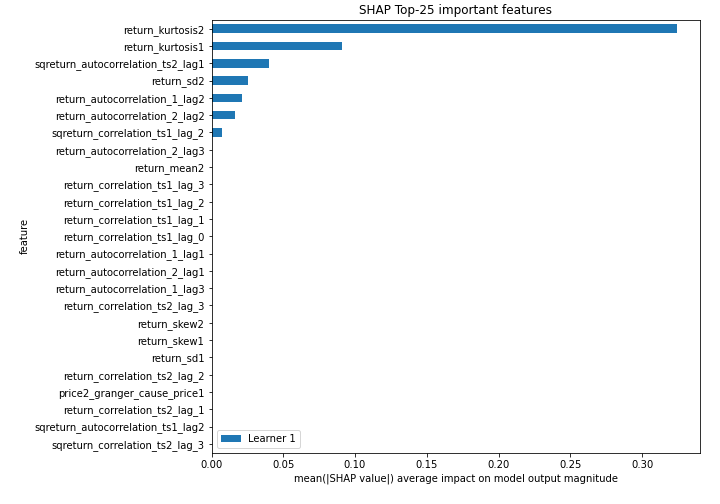 SHAP Top-25 important features
return_kurtosis2
return_kurtosis1
sqreturn_autocorrelation_ts2_lag1
return_sd2
return_autocorrelation_1_lag2
return_autocorrelation_2_lag2
sqreturn_correlation_ts1_lag_2
return_autocorrelation_2_lag3
return_mean2
return_correlation_ts1_lag_3
return_correlation_ts1_lag_2
return_correlation_ts1_lag_1
return_correlation_ts1_lag_0
return_autocorrelation_1_lag1
return_autocorrelation_2_lag1
return_autocorrelation_1_lag3
return_correlation_ts2_lag_3
return_skew2
return_skew1
return_sd1
return_correlation_ts2_lag_2
price2_granger_cause_price1
return_correlation_ts2_lag_1
sqreturn_autocorrelation_ts1_lag2
sqreturn_correlation_ts2_lag_3
feature
Learner 1
0.00 0.05 0.10 0.15 0.20 0.25 0.30
mean(|SHAP value|) average impact on model output magnitude